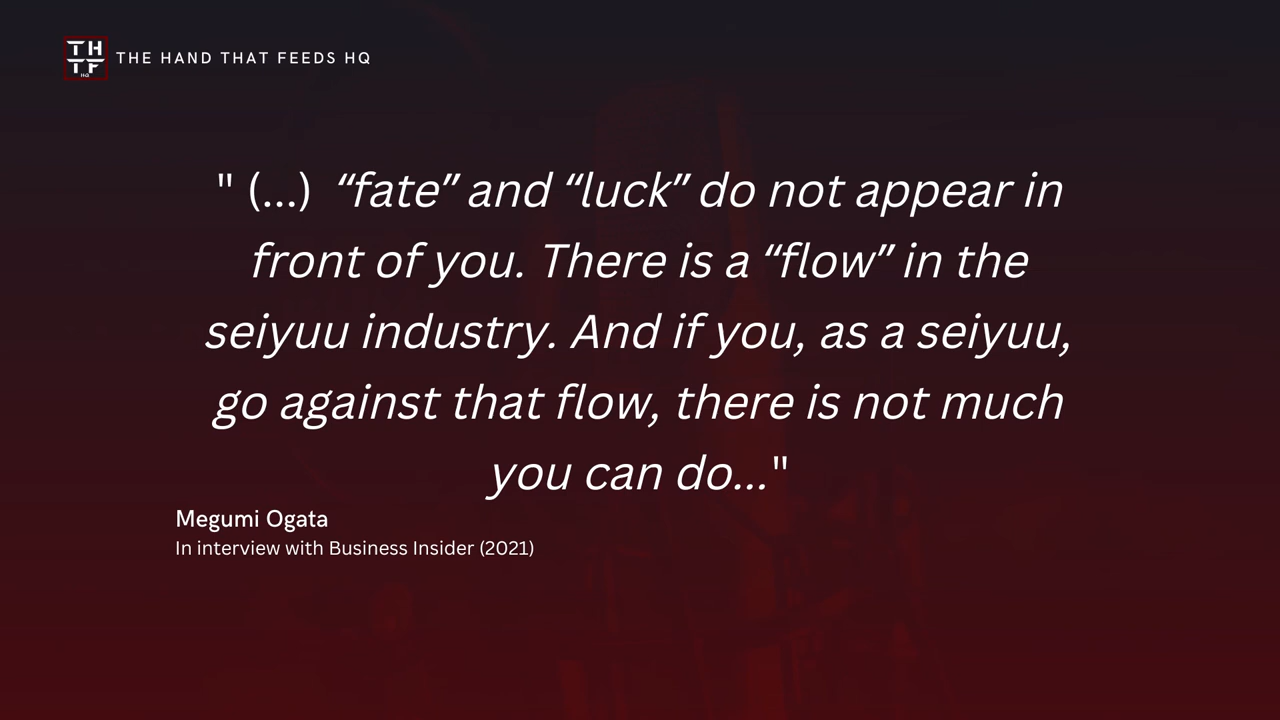 TH
TF
HQ
THE HAND THAT FEEDS HQ
" (...) “fate” and “luck” do not appear in
front of you. There is a “flow” in the
seiyuu industry. And if you, as a seiyuu,
go against that flow, there is not much
you can do..."
Megumi Ogata
In interview with Business Insider (2021)